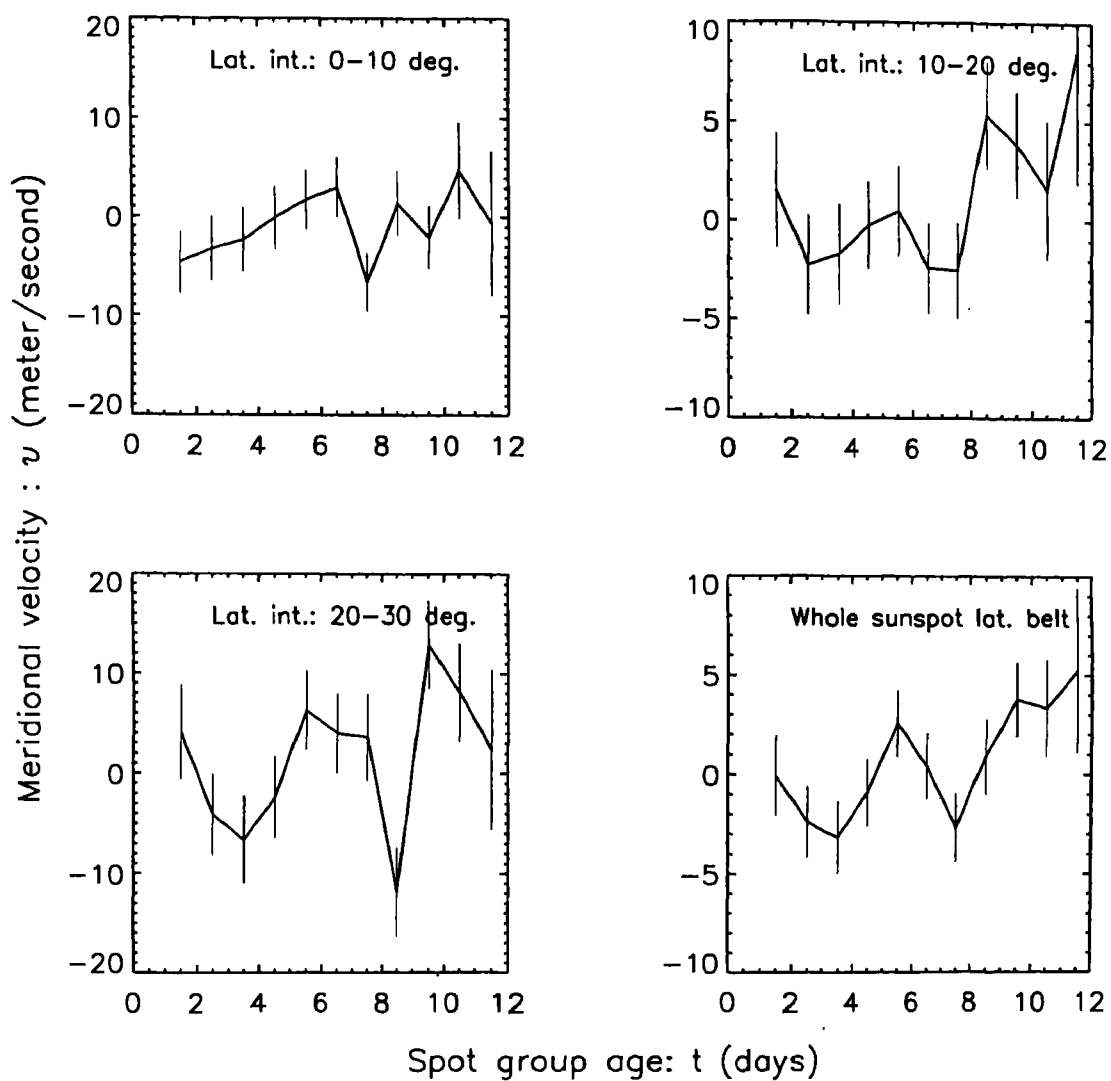 Meridional velocity : υ (meter/second)
Lat. int.: 0–10 deg.
20
10
0
−10
−20
0 2 4 6 8 10 12
Lat. int.: 10–20 deg.
10
5
0
−5
−10
0 2 4 6 8 10 12
Lat. int.: 20–30 deg.
20
10
0
−10
−20
0 2 4 6 8 10 12
Whole sunspot lat. belt
10
5
0
−5
−10
0 2 4 6 8 10 12
Spot group age: t (days)